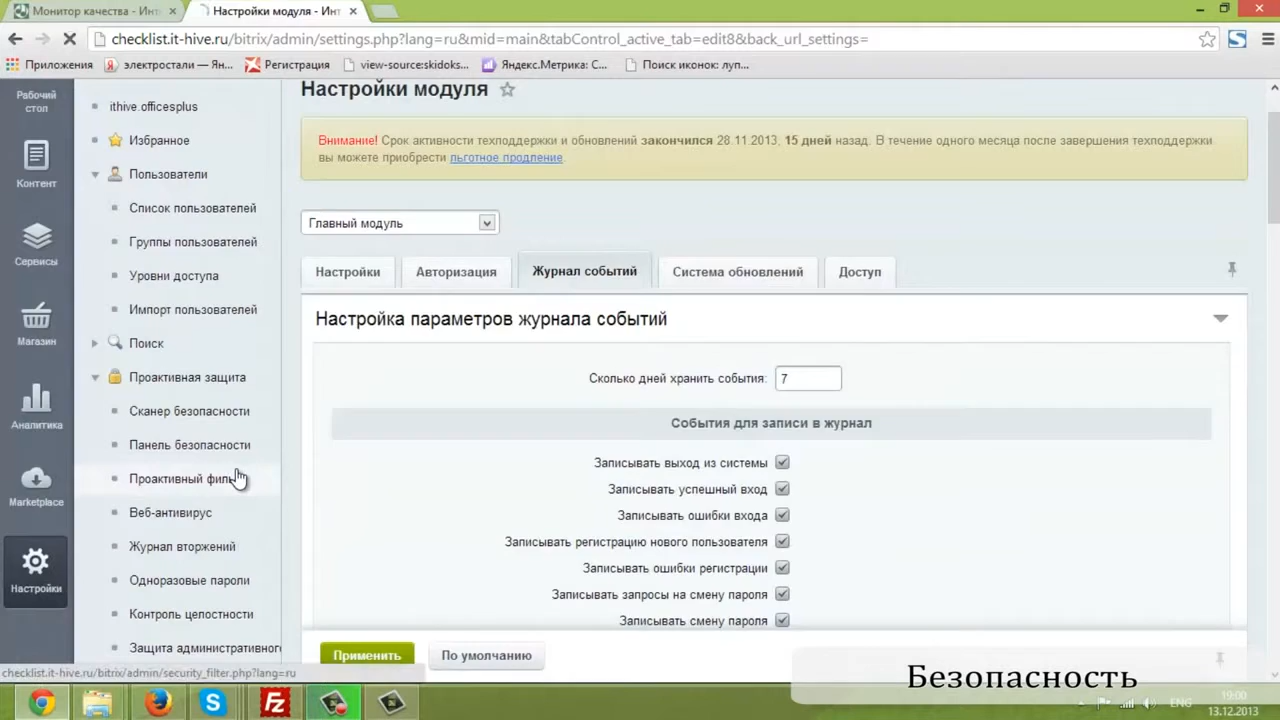 Монитор качества - Инт
Настройки модуля - Инт
checklist.it-hive.ru/bitrix/admin/settings.php?lang=ru&mid=main&tabControl_active_tab=edit8&back_url_settings=
Приложения
электростали — Ян...
Регистрация
view-source:skidoks...
Яндекс.Метрика: С...
Поиск иконок: луп...
Рабочий
стол
Контент
Сервисы
Магазин
Аналитика
Marketplace
Настройки
ithive.officesplus
Избранное
Пользователи
Список пользователей
Группы пользователей
Уровни доступа
Импорт пользователей
Поиск
Проактивная защита
Сканер безопасности
Панель безопасности
Проактивный
Веб-антивирус
Журнал вторжений
Одноразовые пароли
Контроль целостности
Защита административног
Настройки модуля
Внимание! Срок активности техподдержки и обновлений закончился 28.11.2013, 15 дней назад. В течение одного месяца после завершения техподдержки
вы можете приобрести льготное продление.
Главный модуль
Настройки
Авторизация
Журнал событий
Система обновлений
Доступ
Настройка параметров журнала событий
Сколько дней хранить события: 7
События для записи в журнал
Записывать выход из системы
Записывать успешный вход
Записывать ошибки входа
Записывать регистрацию нового пользователя
Записывать ошибки регистрации
Записывать запросы на смену пароля
Записывать смену пароля
Применить
По умолчанию
checklist.it-hive.ru/bitrix/admin/security_filter.php?lang=ru
Безопасность
ENG
19:00
13.12.2013